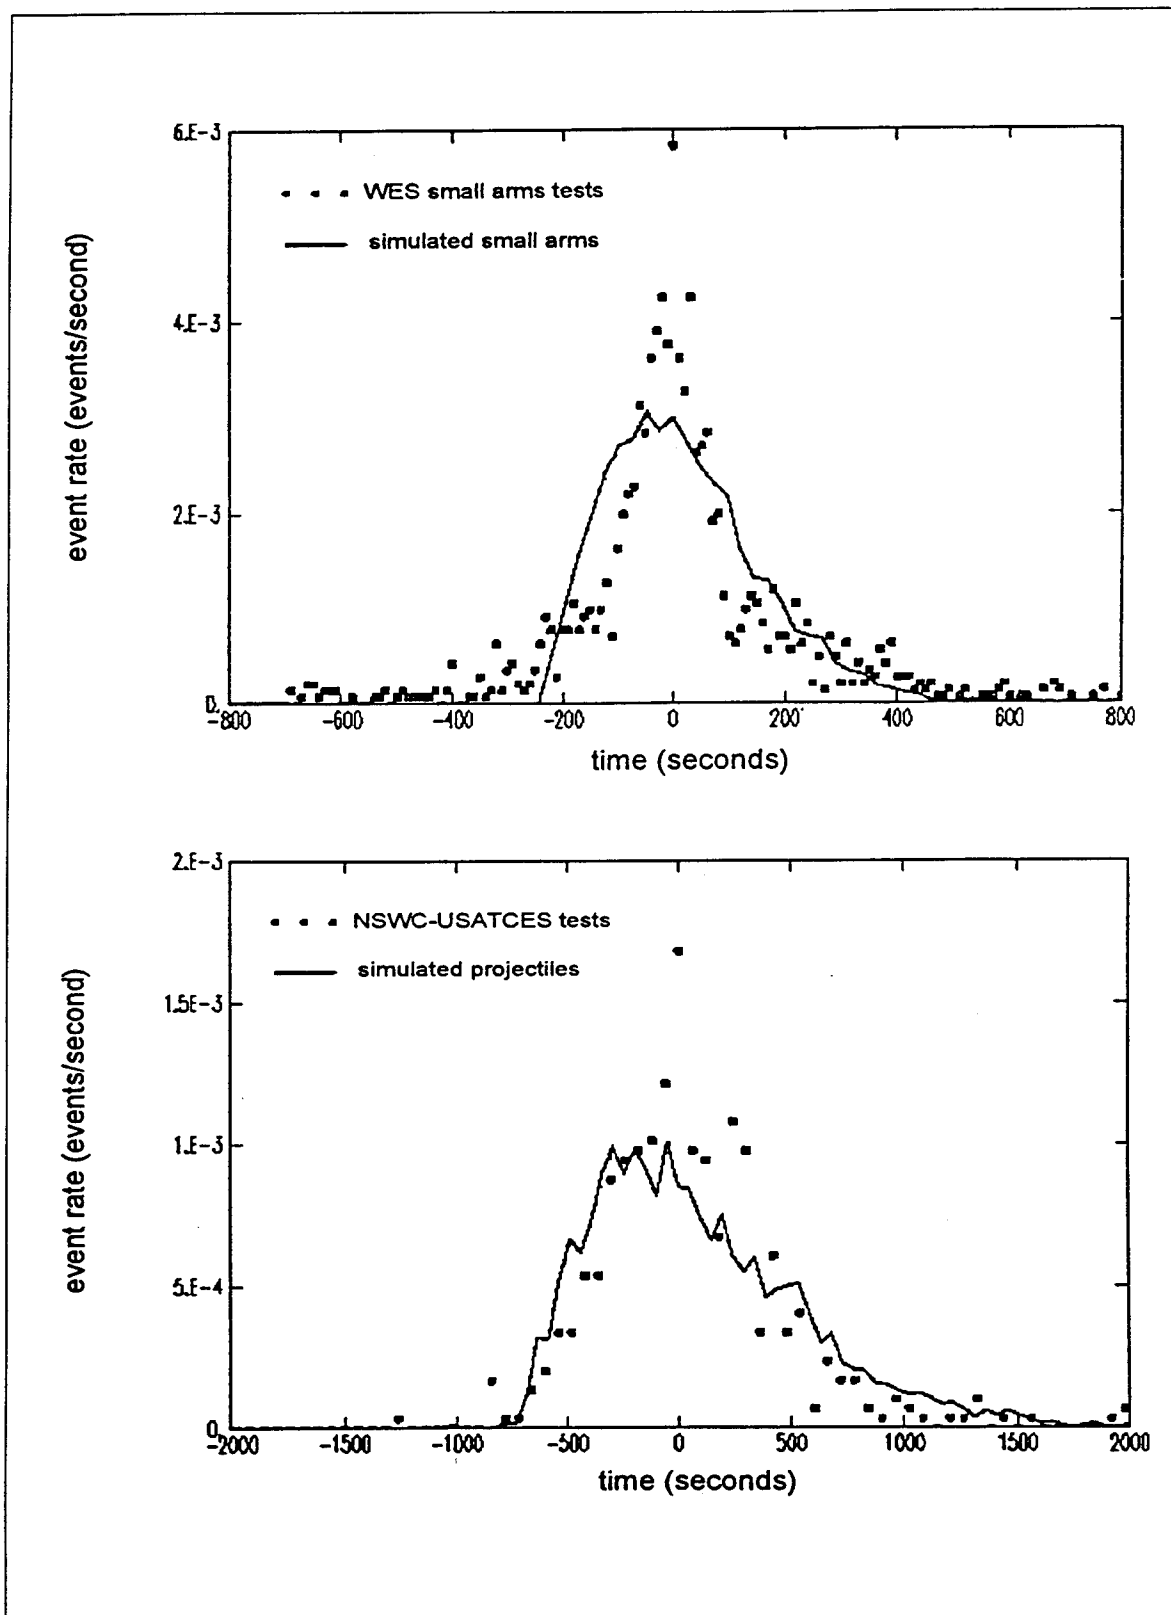 6.E-3
WES small arms tests
simulated small arms
4.E-3
2.E-3
0.
event rate (events/second)
-800 -600 -400 -200 0 200 400 600 800
time (seconds)
2.E-3
NSWC-USATCES tests
simulated projectiles
1.5E-3
1.E-3
5.E-4
0.
event rate (events/second)
-2000 -1500 -1000 -500 0 500 1000 1500 2000
time (seconds)